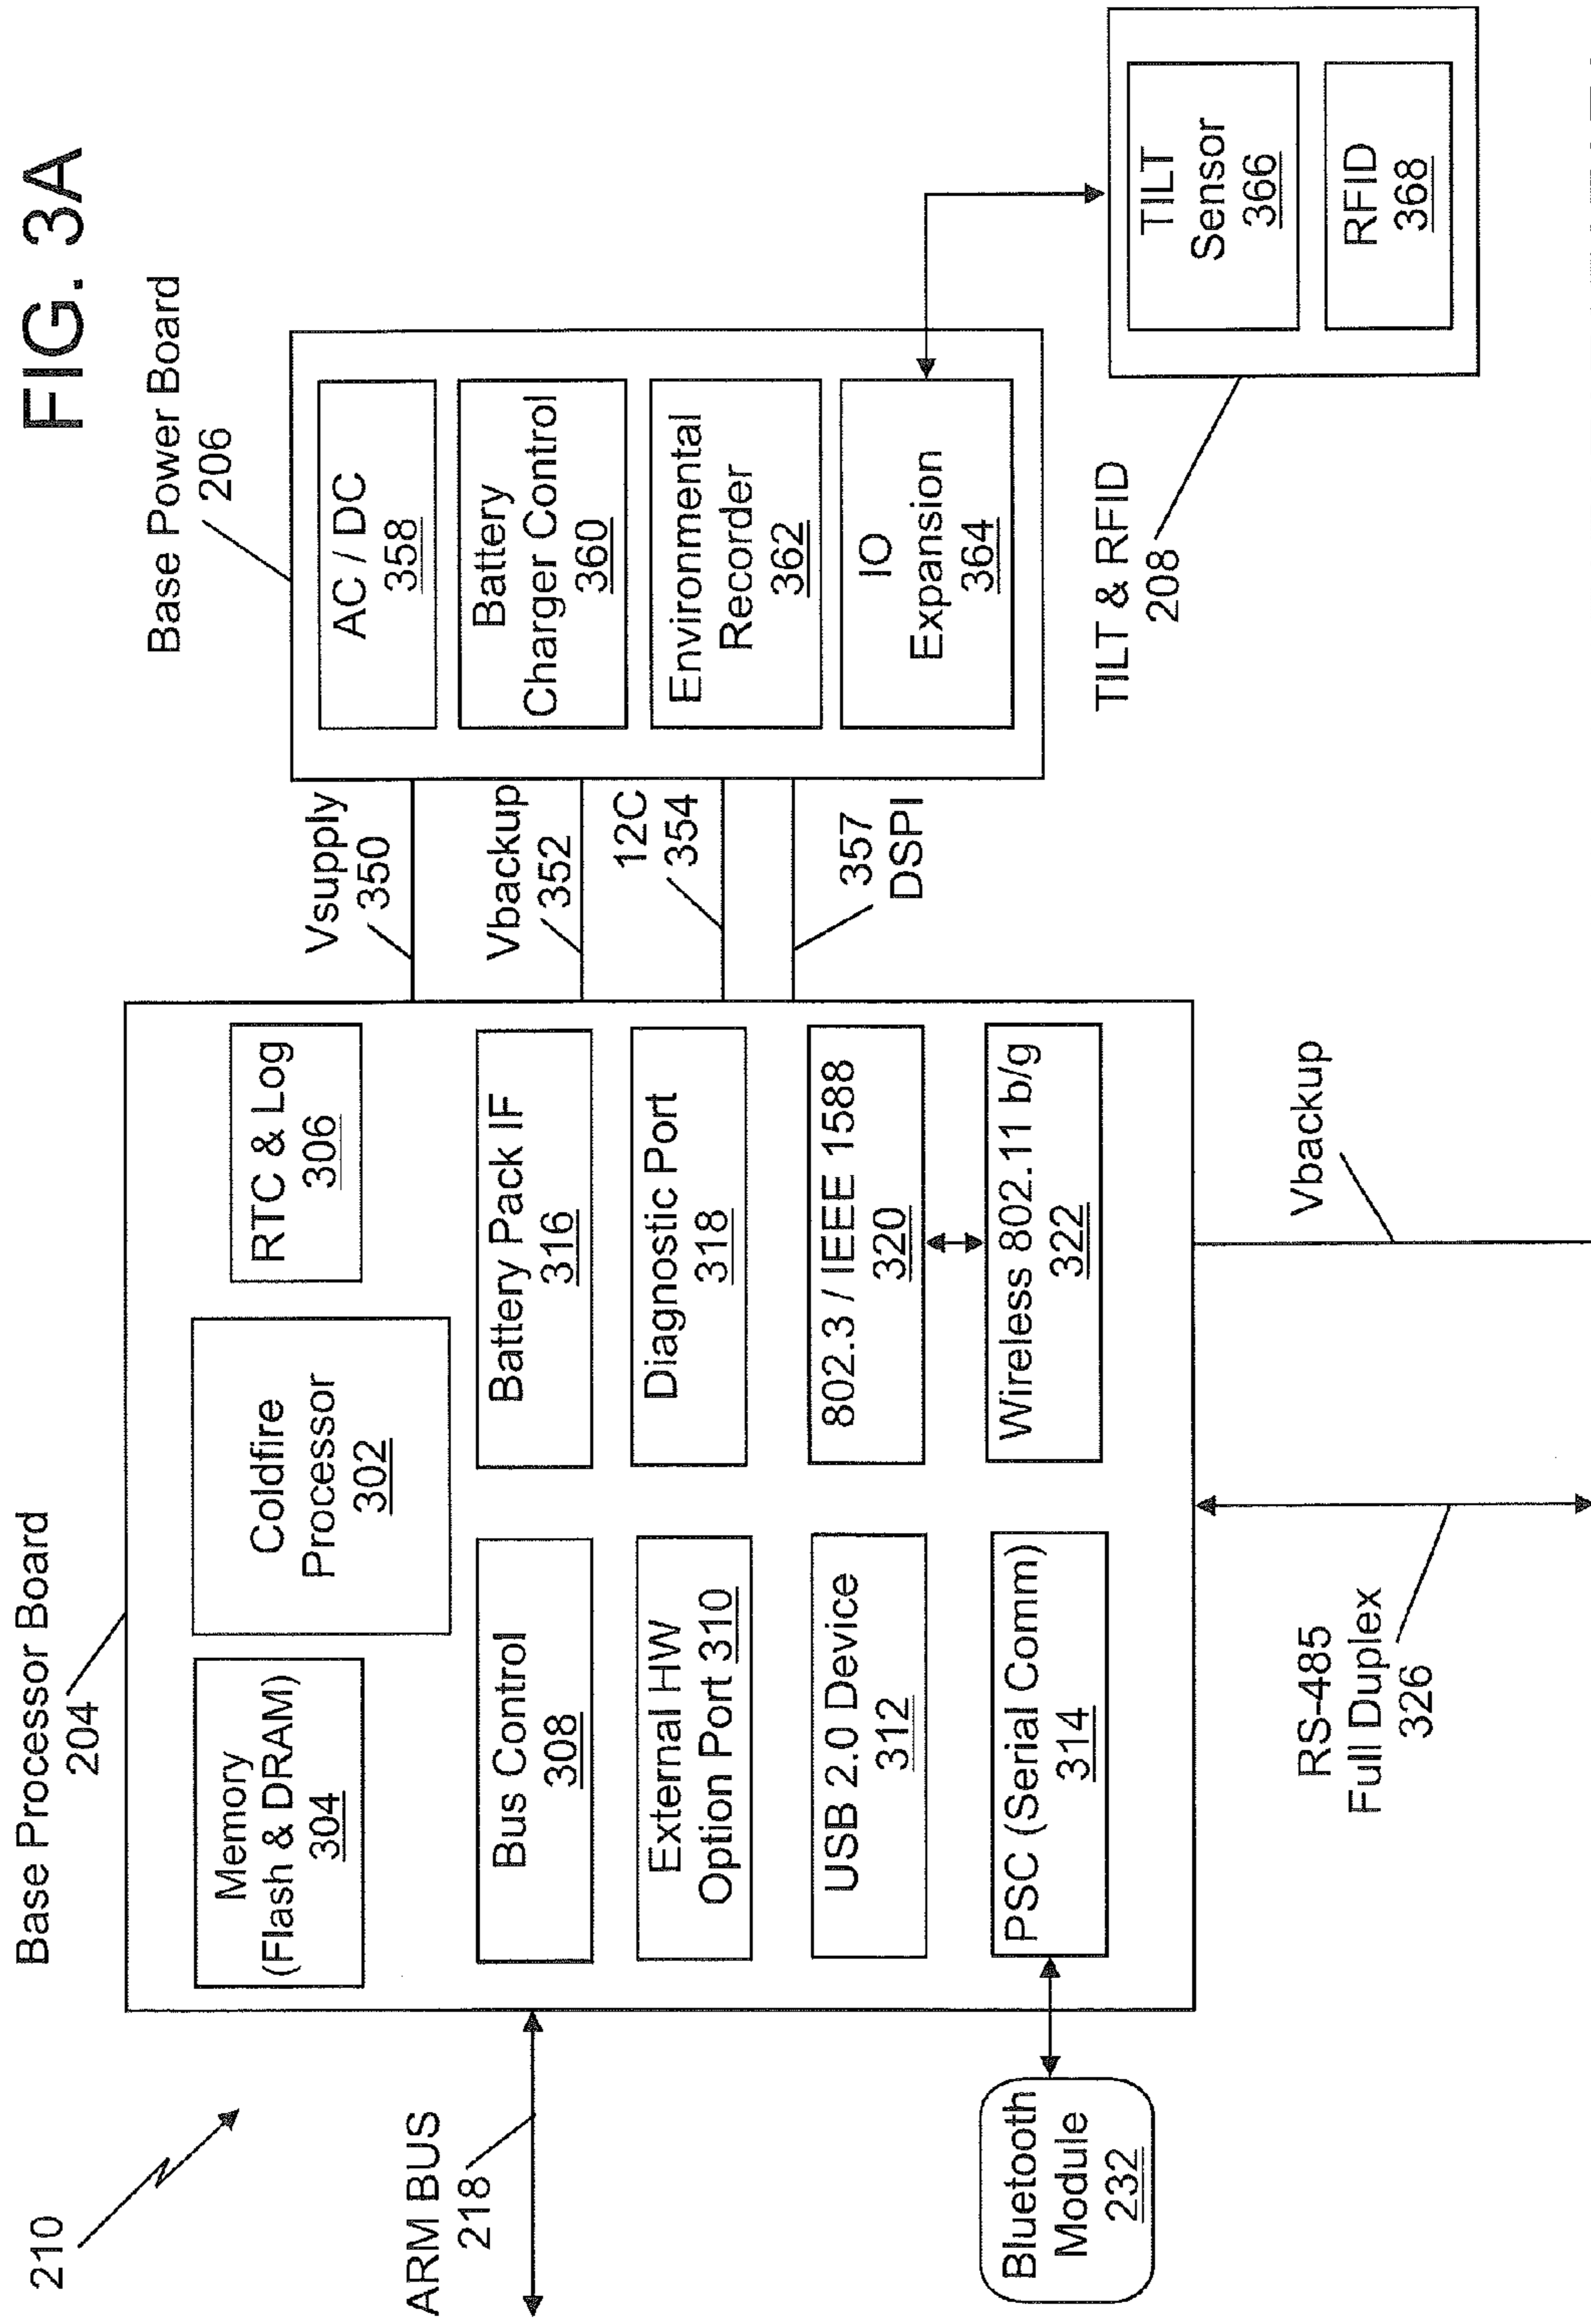 FIG. 3A
210
Base Processor Board
204
Memory
(Flash & DRAM)
304
Coldfire
Processor
302
RTC & Log
306
Bus Control
308
Battery Pack IF
316
External HW
Option Port 310
Diagnostic Port
318
USB 2.0 Device
312
802.3 / IEEE 1588
320
PSC (Serial Comm)
314
Wireless 802.11 b/g
322
ARM BUS
218
Bluetooth
Module
232
RS-485
Full Duplex
326
Vbackup
Vsupply
350
Vbackup
352
12C
354
357
DSPI
Base Power Board
206
AC / DC
358
Battery
Charger Control
360
Environmental
Recorder
362
IO
Expansion
364
TILT & RFID
208
TILT
Sensor
366
RFID
368